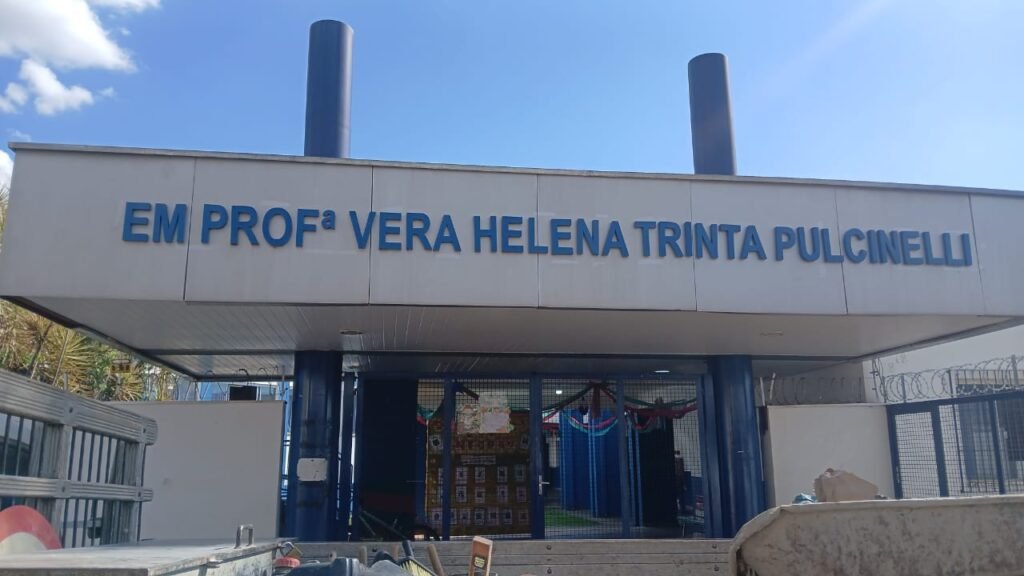 EM PROFª VERA HELENA TRINTA PULCINELLI